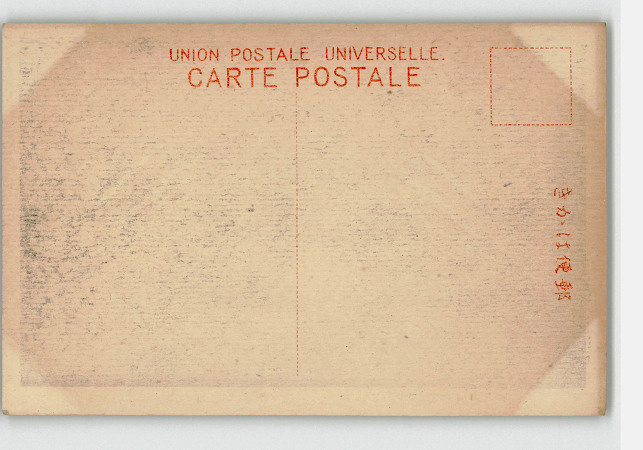 UNION POSTALE UNIVERSELLE.
CARTE POSTALE
きかは便郵